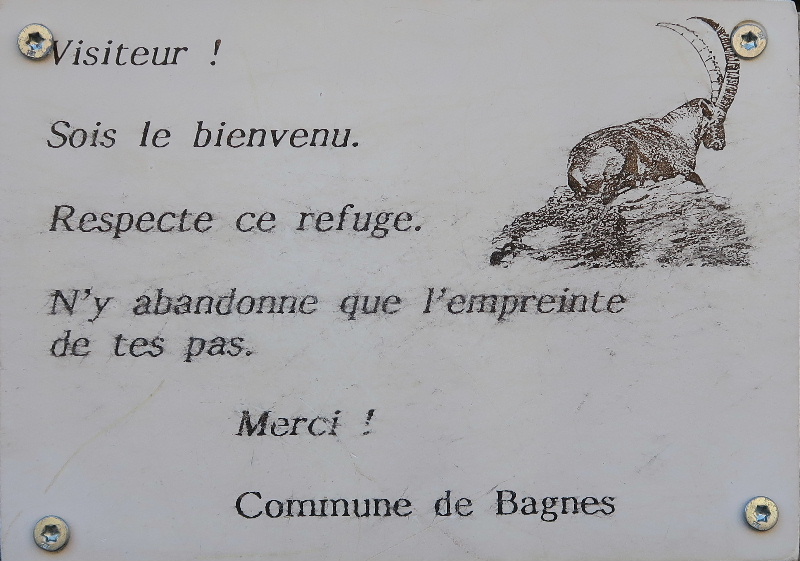 Visiteur !
Sois le bienvenu.
Respecte ce refuge.
N'y abandonne que l'empreinte
de tes pas.
Merci !
Commune de Bagnes